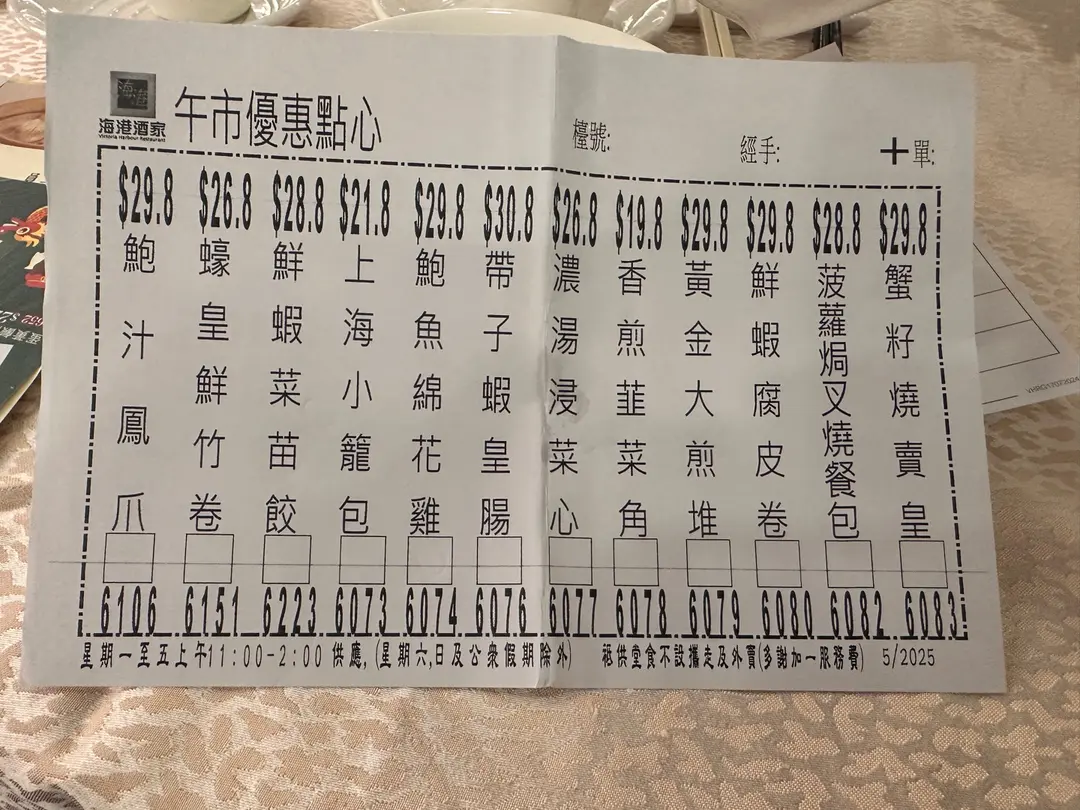 海港
海港酒家
Victoria Harbour Restaurant
午市優惠點心
檯號:
經手:
十單:
$29.8
鮑汁鳳爪
6106
$26.8
蠔皇鮮竹卷
6151
$28.8
鮮蝦菜苗餃
6223
$21.8
上海小籠包
6073
$29.8
鮑魚綿花雞
6074
$30.8
帶子蝦皇腸
6076
$26.8
濃湯浸菜心
6077
$19.8
香煎韮菜角
6078
$29.8
黃金大煎堆
6079
$29.8
鮮蝦腐皮卷
6080
$28.8
菠蘿焗叉燒餐包
6082
$29.8
蟹籽燒賣皇
6083
星期一至五上午11:00-2:00 供應,(星期六,日及公衆假期除外) 祗供堂食不設攜走及外賣(多謝加一服務費) 5/2025